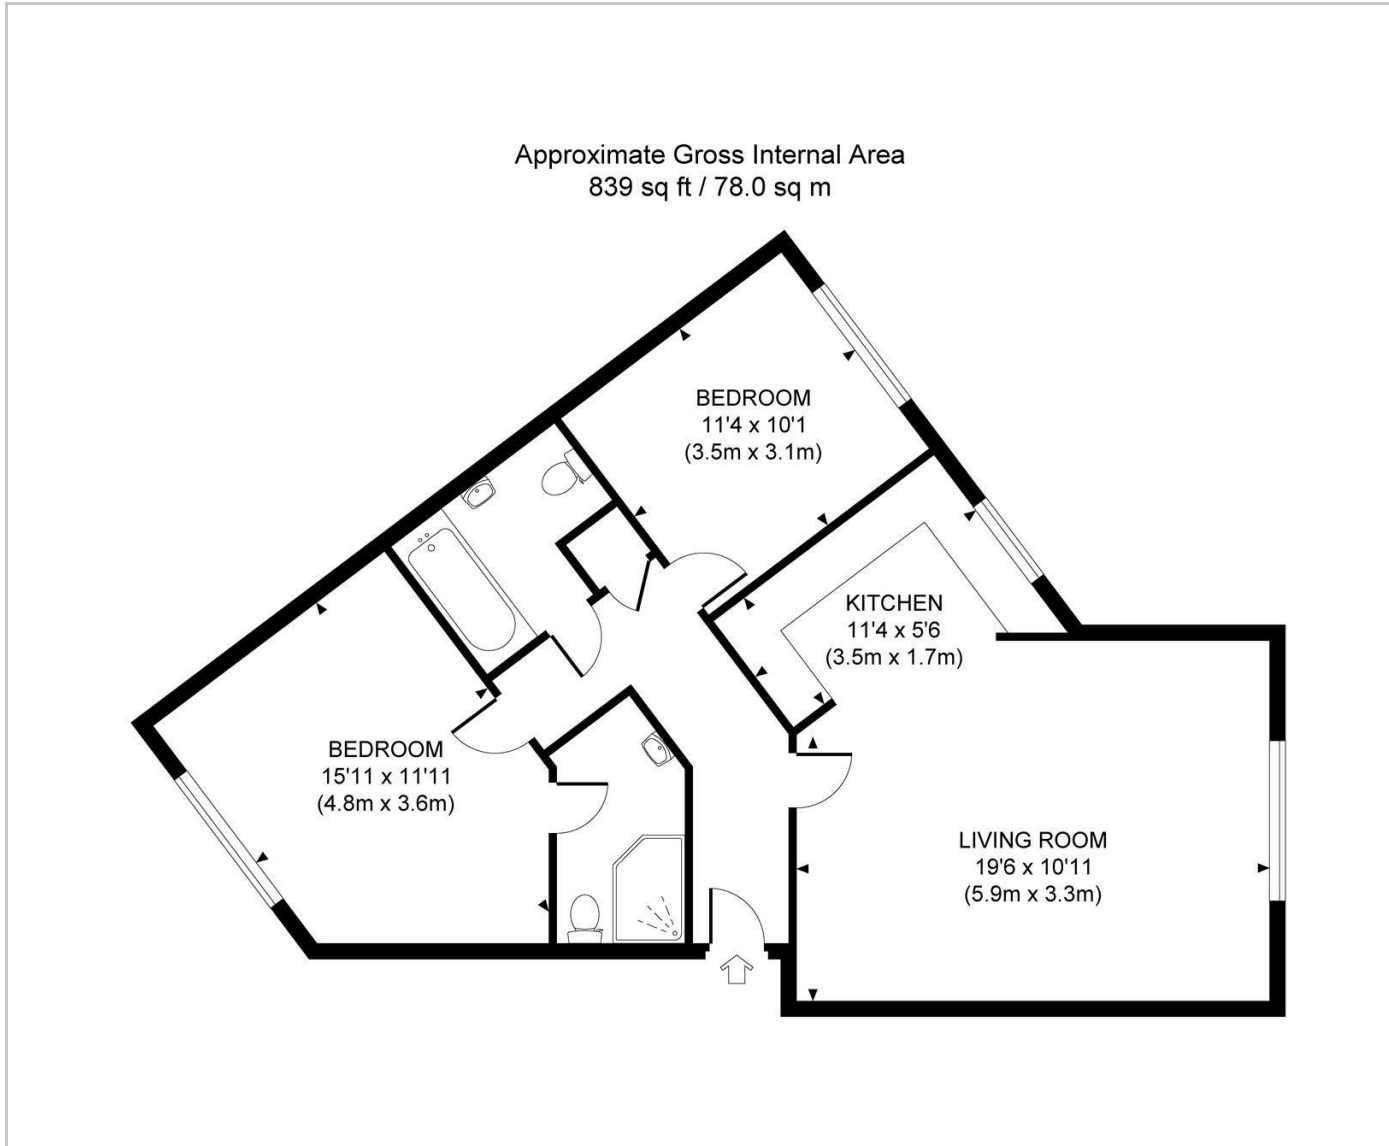 Approximate Gross Internal Area
839 sq ft / 78.0 sq m
BEDROOM
11'4 x 10'1
(3.5m x 3.1m)
KITCHEN
11'4 x 5'6
(3.5m x 1.7m)
BEDROOM
15'11 x 11'11
(4.8m x 3.6m)
LIVING ROOM
19'6 x 10'11
(5.9m x 3.3m)